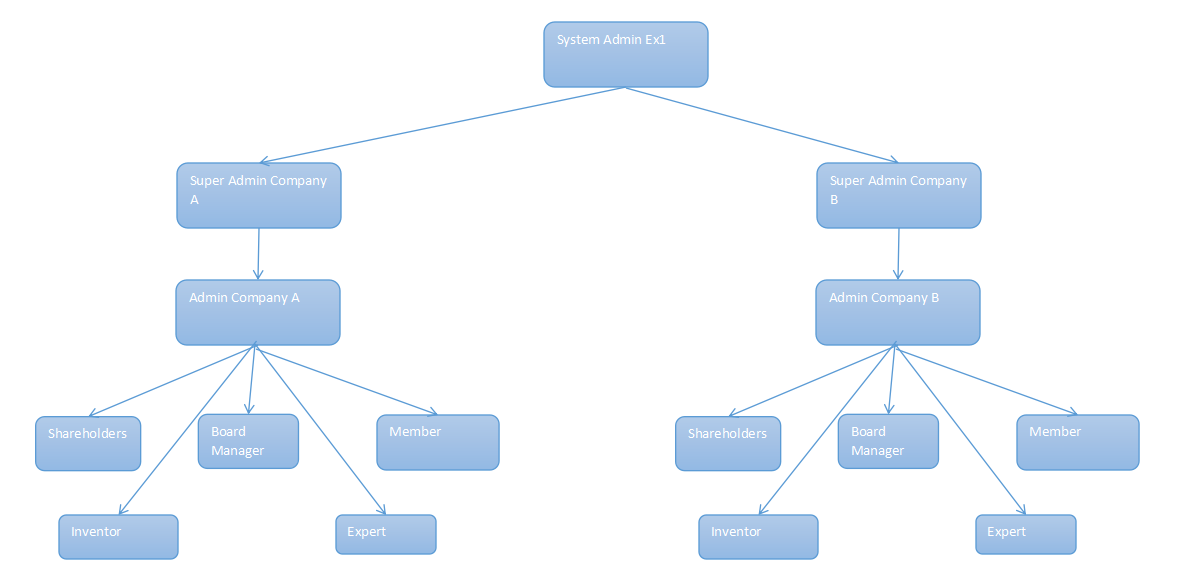 System Admin Ex1
Super Admin Company
A
Super Admin Company
B
Admin Company A
Admin Company B
Shareholders
Board
Manager
Member
Shareholders
Board
Manager
Member
Inventor
Expert
Inventor
Expert